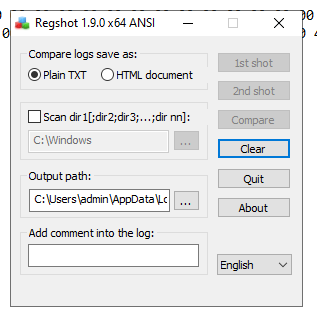 Regshot 1.9.0 x64 ANSI
Compare logs save as:
Plain TXT
HTML document
1st shot
2nd shot
Scan dir1[;dir2;dir3;...;dir nn]:
Compare
C:\Windows
...
Clear
Output path:
Quit
C:\Users\admin\AppData\Lo
...
About
Add comment into the log:
English